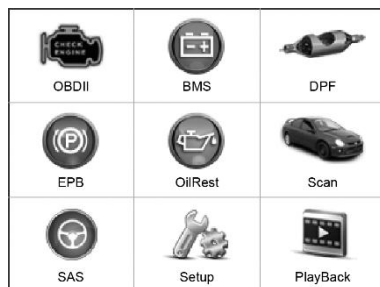 CHECK
ENGINE
OBDII
BMS
DPF
P
EPB
OilRest
Scan
SAS
Setup
PlayBack